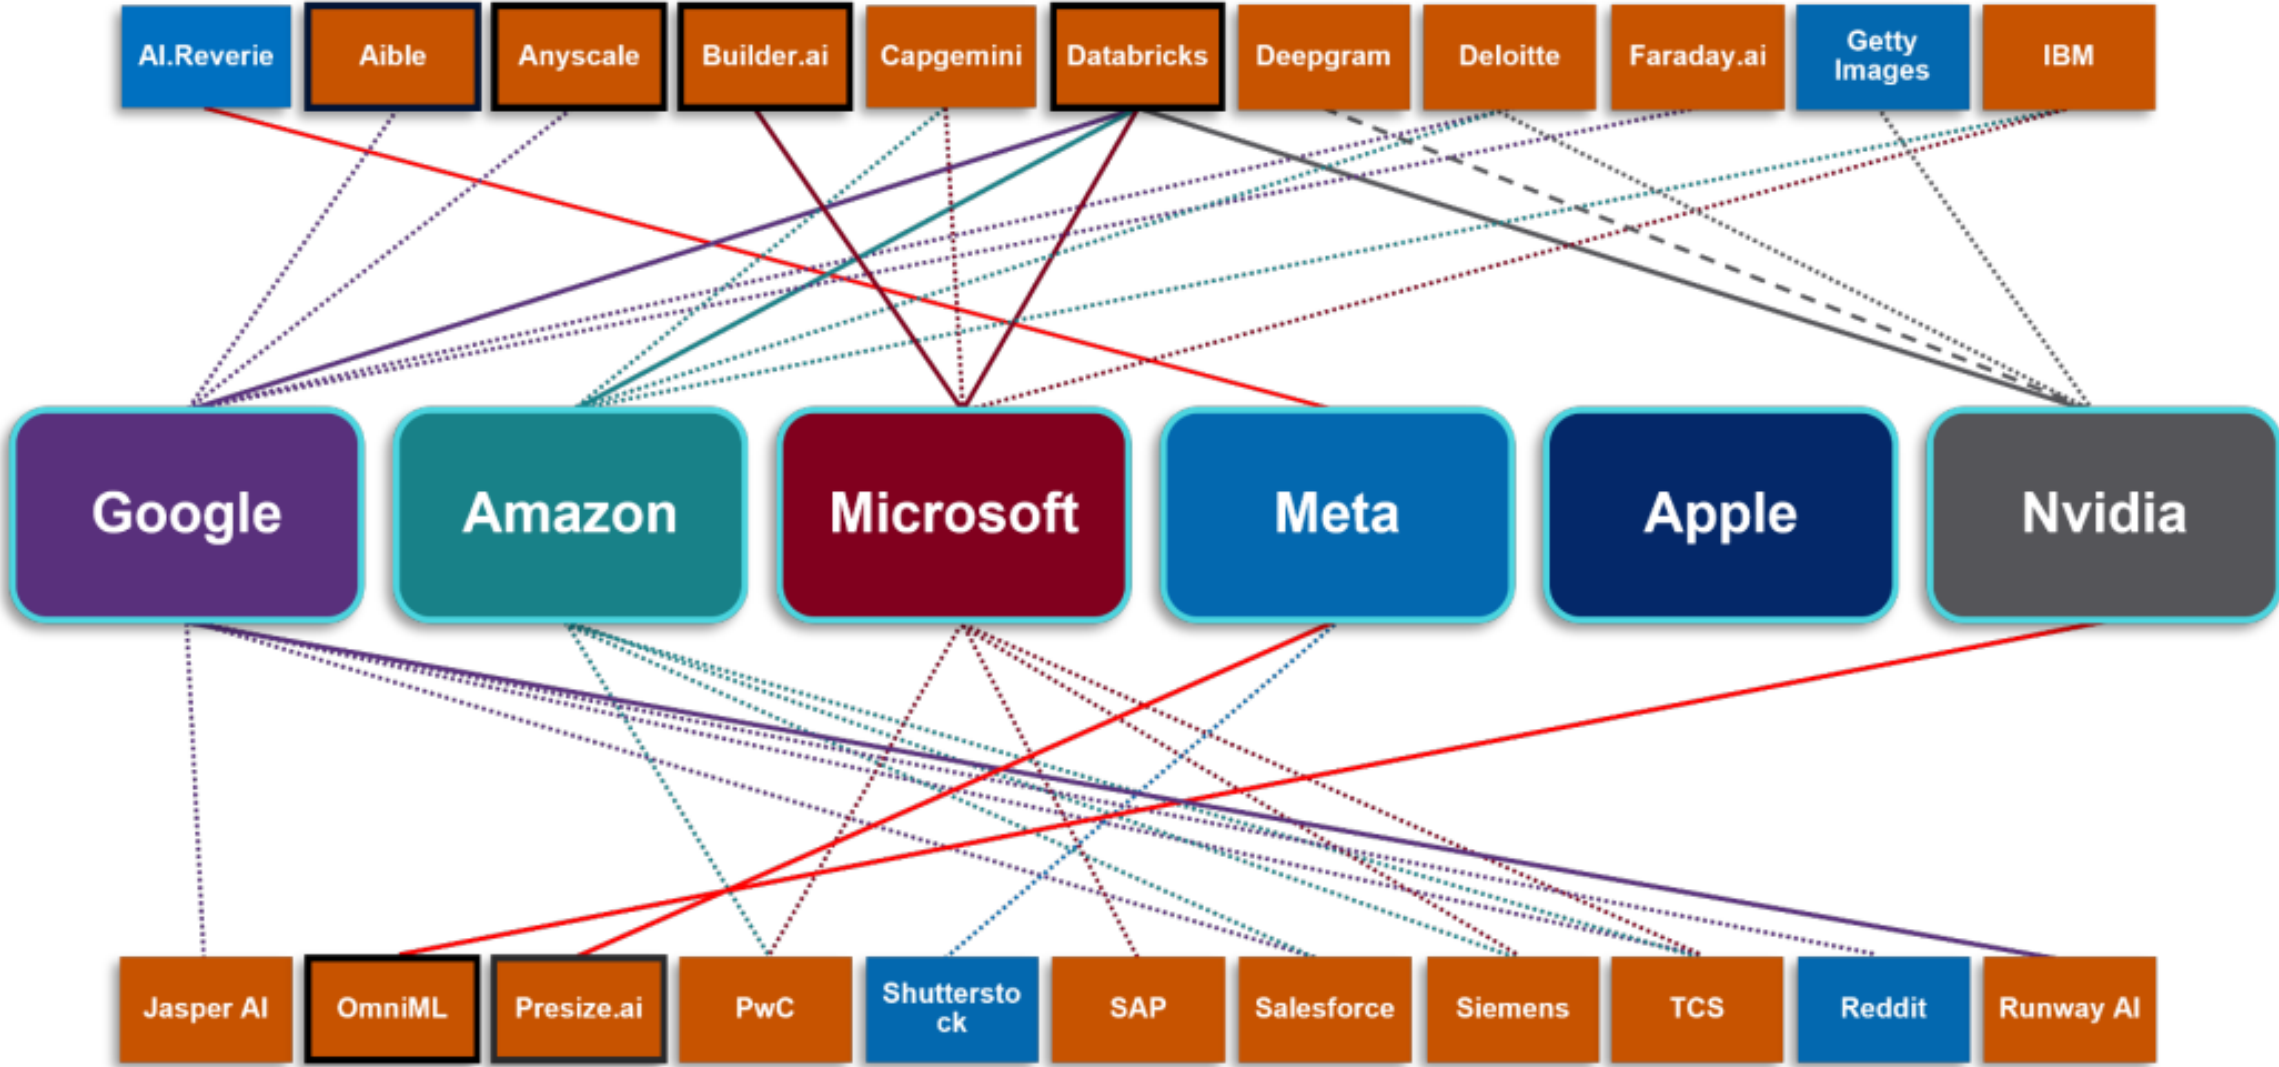 AI.Reverie
Aible
Anyscale
Builder.ai
Capgemini
Databricks
Deepgram
Deloitte
Faraday.ai
Getty
Images
IBM
Google
Amazon
Microsoft
Meta
Apple
Nvidia
Jasper AI
OmniML
Presize.ai
PwC
Shuttersto
ck
SAP
Salesforce
Siemens
TCS
Reddit
Runway AI